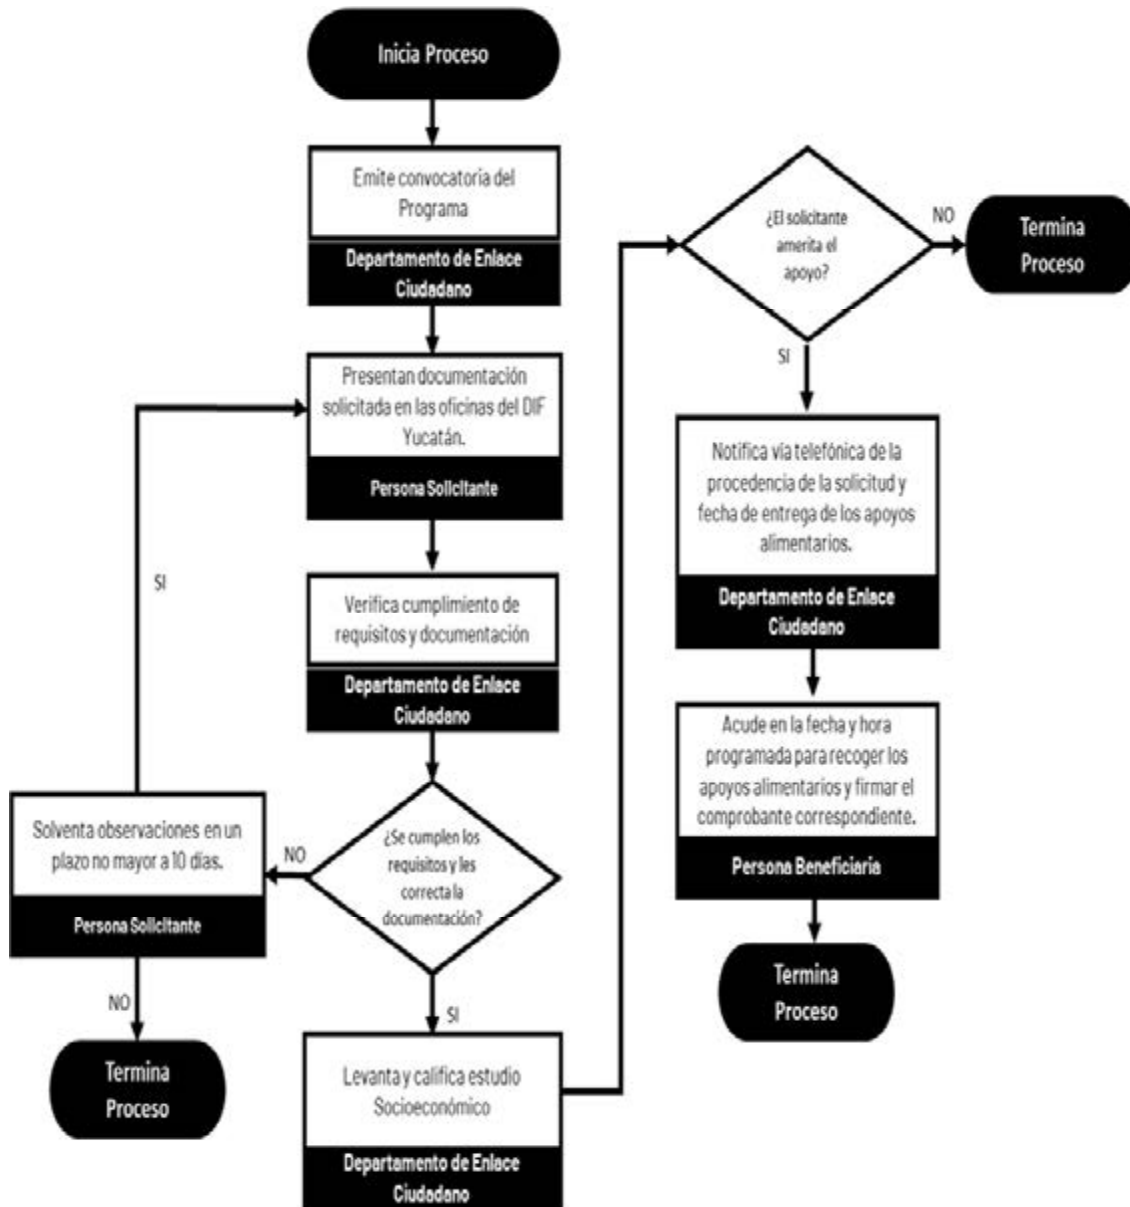 Inicia Proceso
Emite convocatoria del
Programa
Departamento de Enlace
Ciudadano
Presentan documentación
solicitada en las oficinas del DIF
Yucatán.
Persona Solicitante
SI
Verifica cumplimiento de
requisitos y documentación
Departamento de Enlace
Ciudadano
¿Se cumplen los
requisitos y les
correcta la
documentación?
NO
Solventa observaciones en un
plazo no mayor a 10 días.
Persona Solicitante
NO
Termina
Proceso
SI
Levanta y califica estudio
Socioeconómico
Departamento de Enlace
Ciudadano
¿El solicitante
amerita el
apoyo?
NO
Termina
Proceso
SI
Notifica vía telefónica de la
procedencia de la solicitud y
fecha de entrega de los apoyos
alimentarios.
Departamento de Enlace
Ciudadano
Acude en la fecha y hora
programada para recoger los
apoyos alimentarios y firmar el
comprobante correspondiente.
Persona Beneficiaria
Termina
Proceso